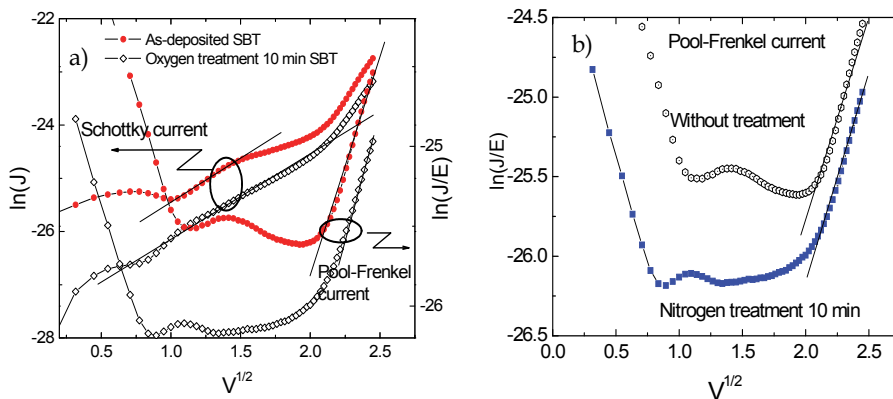 a)
As-deposited SBT
Oxygen treatment 10 min SBT
Schottky current
Pool-Frenkel
current
ln(J)
-22
-24
-26
-28
ln(J/E)
-25
-26
0.5 1.0 1.5 2.0 2.5
V1/2
b)
Pool-Frenkel current
Without treatment
Nitrogen treatment 10 min
ln(J/E)
-24.5
-25.0
-25.5
-26.0
-26.5
0.0 0.5 1.0 1.5 2.0 2.5
V1/2